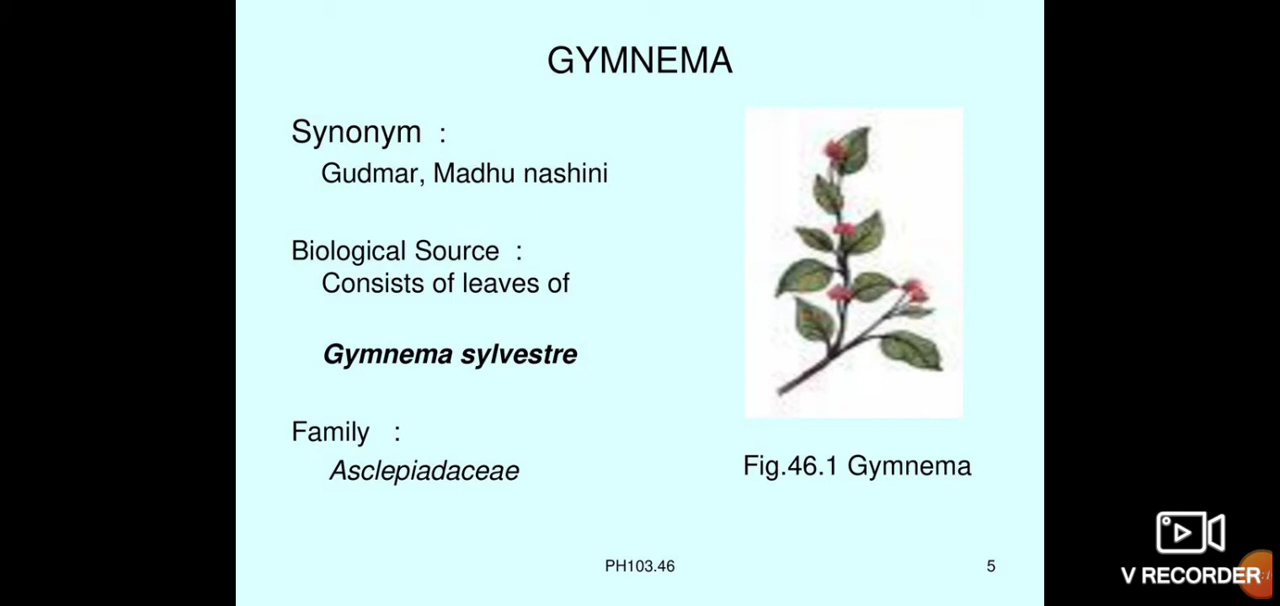 GYMNEMA
Synonym :
Gudmar, Madhu nashini
Biological Source :
Consists of leaves of
Gymnema sylvestre
Family :
Asclepiadaceae
Fig.46.1 Gymnema
PH103.46
5
V RECORDER